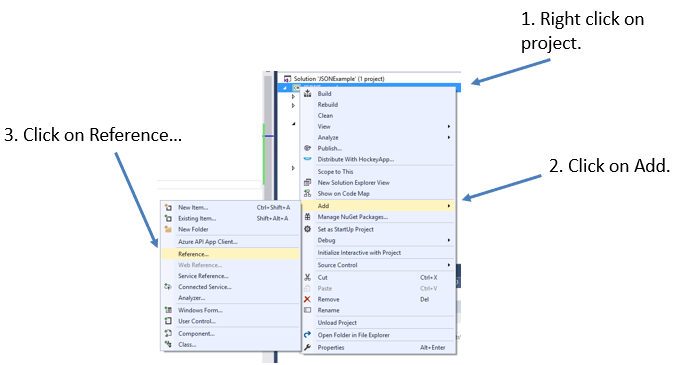 1. Right click on
project.
Solution 'JSONExample' (1 project)
Build
Rebuild
Clean
View
Analyze
Publish...
Distribute With HockeyApp...
Scope to This
New Solution Explorer View
Show on Code Map
Add
Manage NuGet Packages...
Set as StartUp Project
Debug
Initialize Interactive with Project
Source Control
Cut Ctrl+X
Paste Ctrl+V
Remove Del
Rename
Unload Project
Open Folder in File Explorer
Properties Alt+Enter
2. Click on Add.
3. Click on Reference...
New Item... Ctrl+Shift+A
Existing Item... Shift+Alt+A
New Folder
Azure API App Client...
Reference...
Web Reference...
Service Reference...
Connected Service...
Analyzer...
Windows Form...
User Control...
Component...
Class...